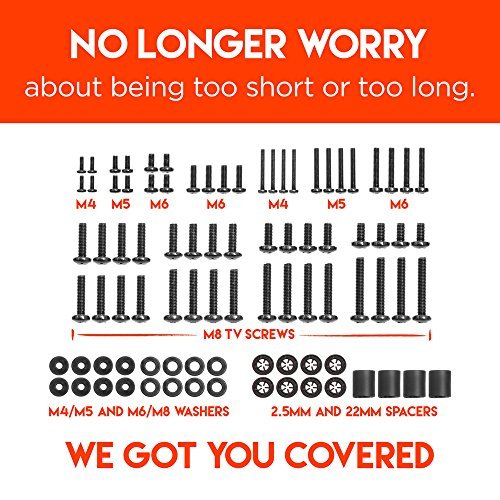 NO LONGER WORRY
about being too short or too long.
M4 M5 M6 M6 M4 M5 M6
M8 TV SCREWS
M4/M5 AND M6/M8 WASHERS 2.5MM AND 22MM SPACERS
WE GOT YOU COVERED